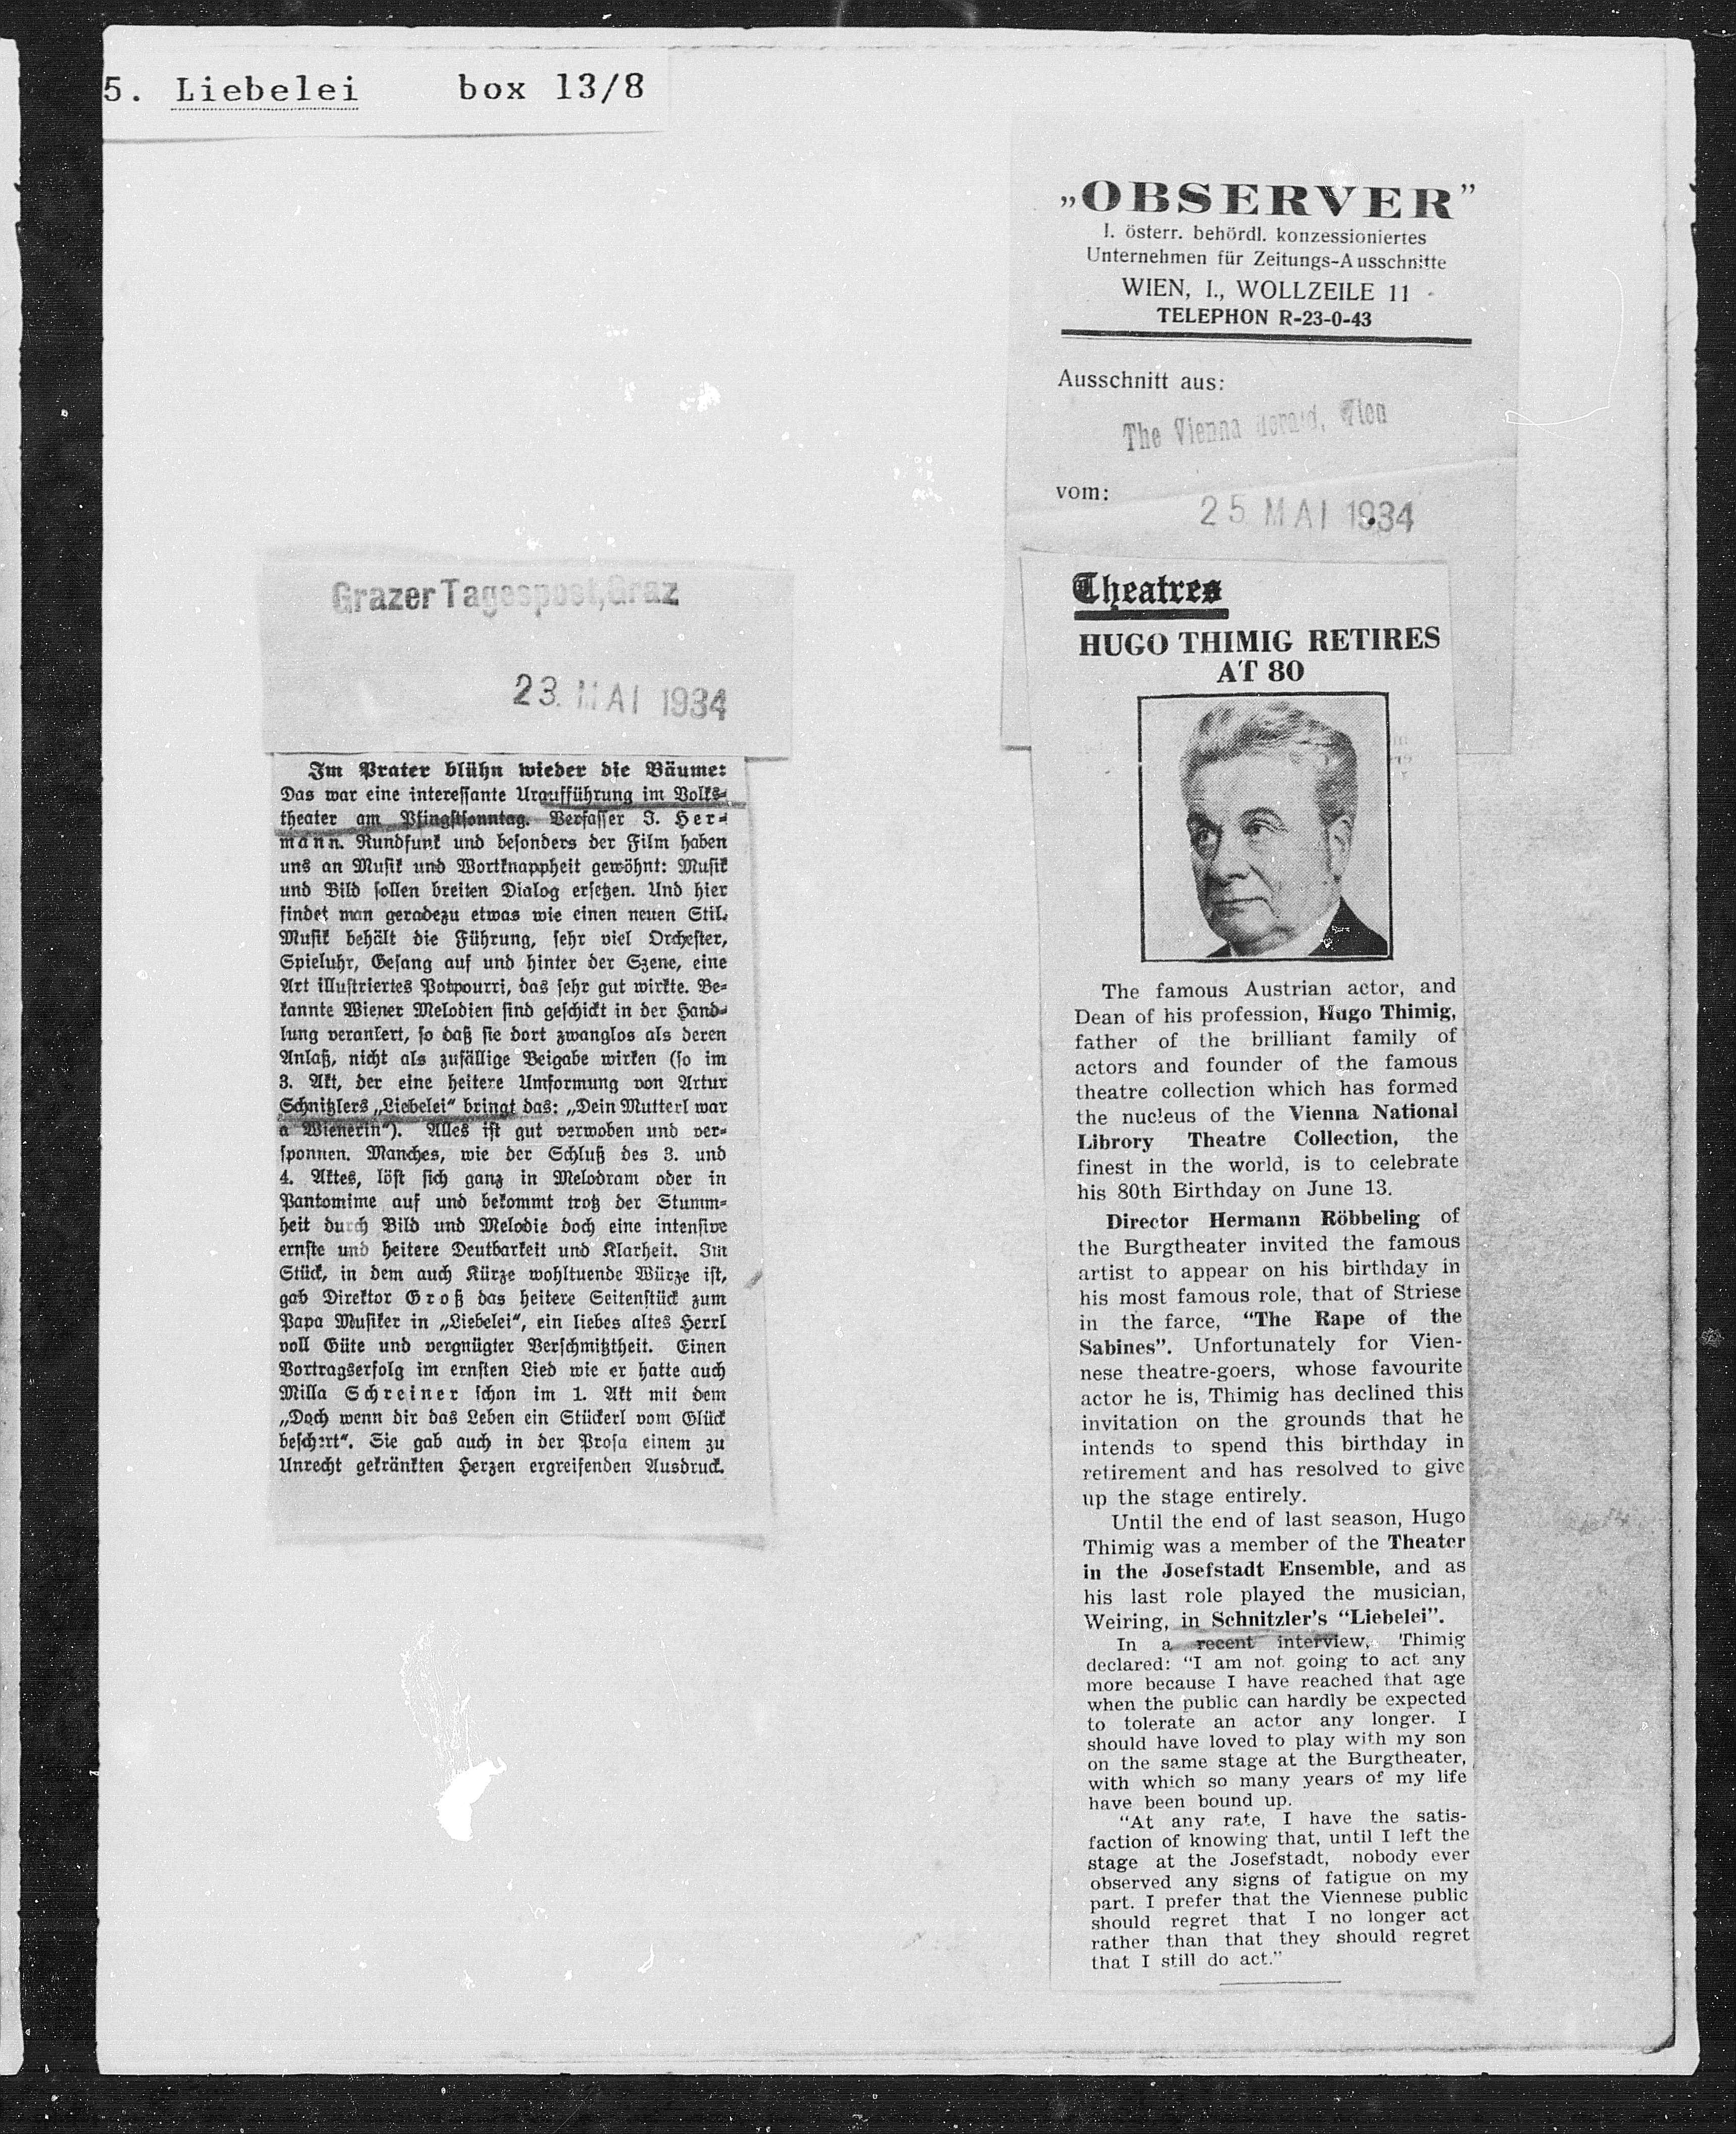 5. Liebelei box 13/8
Grazer Tagespost, Graz
23. MAI 1934
Im Prater blühn wieder die Bäume:
Das war eine interessante Uraufführung im Volks-
theater am Pfingstsonntag. Verfasser J. Her-
mann. Rundfunk und besonders der Film haben
uns an Musik und Wortknappheit gewöhnt: Musik
und Bild sollen breiten Dialog ersetzen. Und hier
findet man geradezu etwas wie einen neuen Stil.
Musik behält die Führung, sehr viel Orchester,
Spieluhr, Gesang auf und hinter der Szene, eine
Art illustriertes Potpourri, das sehr gut wirkte. Be-
kannte Wiener Melodien sind geschickt in der Hand-
lung verankert, so daß sie dort zwanglos als deren
Anlaß, nicht als zufällige Beigabe wirken (so im
3. Akt, der eine heitere Umformung von Artur
Schnitzlers „Liebelei“ bringt das: „Dein Mutterl war
a Wienerin“). Alles ist gut verwoben und ver-
sponnen. Manches, wie der Schluß des 3. und
4. Aktes, löst sich ganz in Melodram oder in
Pantomime auf und bekommt trotz der Stumm-
heit durch Bild und Melodie doch eine intensive
ernste und heitere Deutbarkeit und Klarheit. Im
Stück, in dem auch Kürze wohltuende Würze ist,
gab Direktor Groß das heitere Seitenstück zum
Papa Musiker in „Liebelei“, ein liebes altes Herrl
voll Güte und vergnügter Verschmitztheit. Einen
Vortragserfolg im ernsten Lied wie er hatte auch
Milla Schreiner schon im 1. Akt mit dem
„Doch wenn dir das Leben ein Stückerl vom Glück
beschert“. Sie gab auch in der Prosa einem zu
Unrecht gekränkten Herzen ergreifenden Ausdruck.
„OBSERVER”
I. österr. behördl. konzessioniertes
Unternehmen für Zeitungs-Ausschnitte
WIEN, I., WOLLZEILE 11
TELEPHON R-23-0-43
Ausschnitt aus:
The Vienna Herald, Wien
vom:
25 MAI 1934
Theatres
HUGO THIMIG RETIRES
AT 80
The famous Austrian actor, and
Dean of his profession, Hugo Thimig,
father of the brilliant family of
actors and founder of the famous
theatre collection which has formed
the nucleus of the Vienna National
Librory Theatre Collection, the
finest in the world, is to celebrate
his 80th Birthday on June 13.
Director Hermann Röbbeling of
the Burgtheater invited the famous
artist to appear on his birthday in
his most famous role, that of Striese
in the farce, “The Rape of the
Sabines”. Unfortunately for Vien-
nese theatre-goers, whose favourite
actor he is, Thimig has declined this
invitation on the grounds that he
intends to spend this birthday in
retirement and has resolved to give
up the stage entirely.
Until the end of last season, Hugo
Thimig was a member of the Theater
in the Josefstadt Ensemble, and as
his last role played the musician,
Weiring, in Schnitzler's “Liebelei”.
In a recent interview, Thimig
declared: “I am not going to act any
more because I have reached that age
when the public can hardly be expected
to tolerate an actor any longer. I
should have loved to play with my son
on the same stage at the Burgtheater,
with which so many years of my life
have been bound up.
“At any rate, I have the satis-
faction of knowing that, until I left the
stage at the Josefstadt, nobody ever
observed any signs of fatigue on my
part. I prefer that the Viennese public
should regret that I no longer act
rather than that they should regret
that I still do act.”